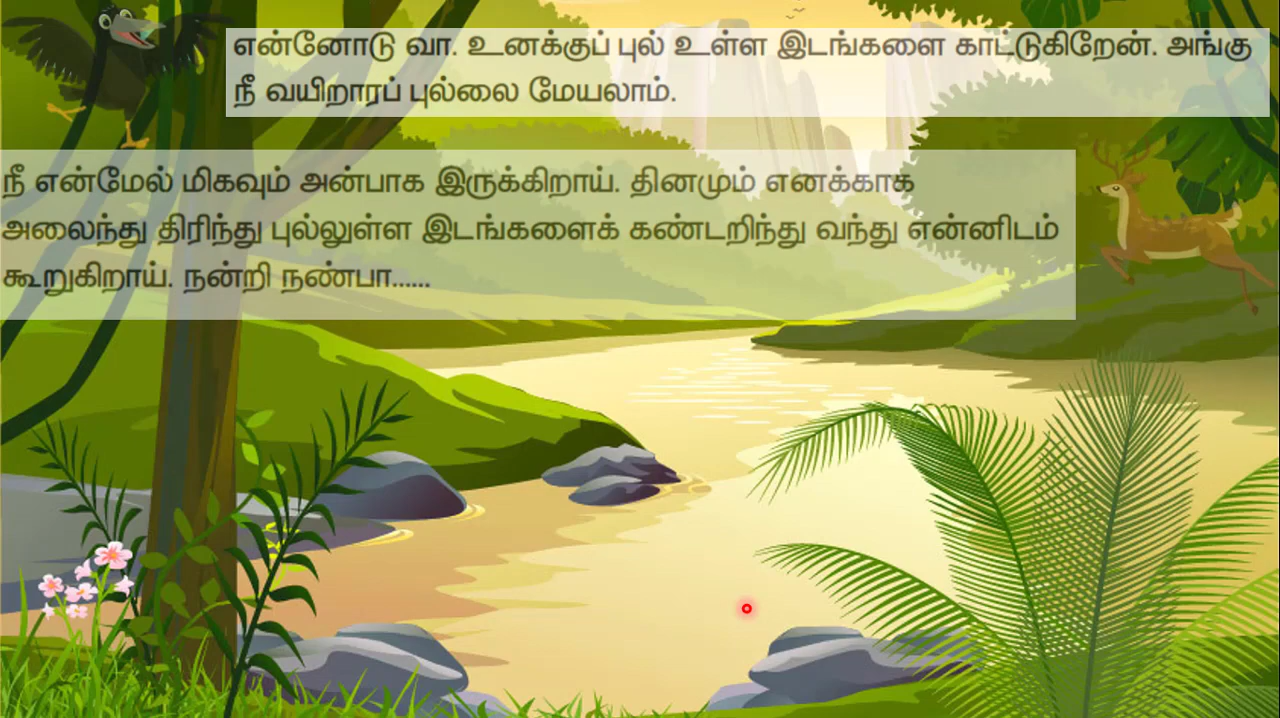 என்னோடு வா. உனக்குப் புல் உள்ள இடங்களை காட்டுகிறேன். அங்கு
நீ வயிறாரப் புல்லை மேயலாம்.
நீ என்மேல் மிகவும் அன்பாக இருக்கிறாய். தினமும் எனக்காக
அலைந்து திரிந்து புல்லுள்ள இடங்களைக் கண்டறிந்து வந்து என்னிடம்
கூறுகிறாய். நன்றி நண்பா......